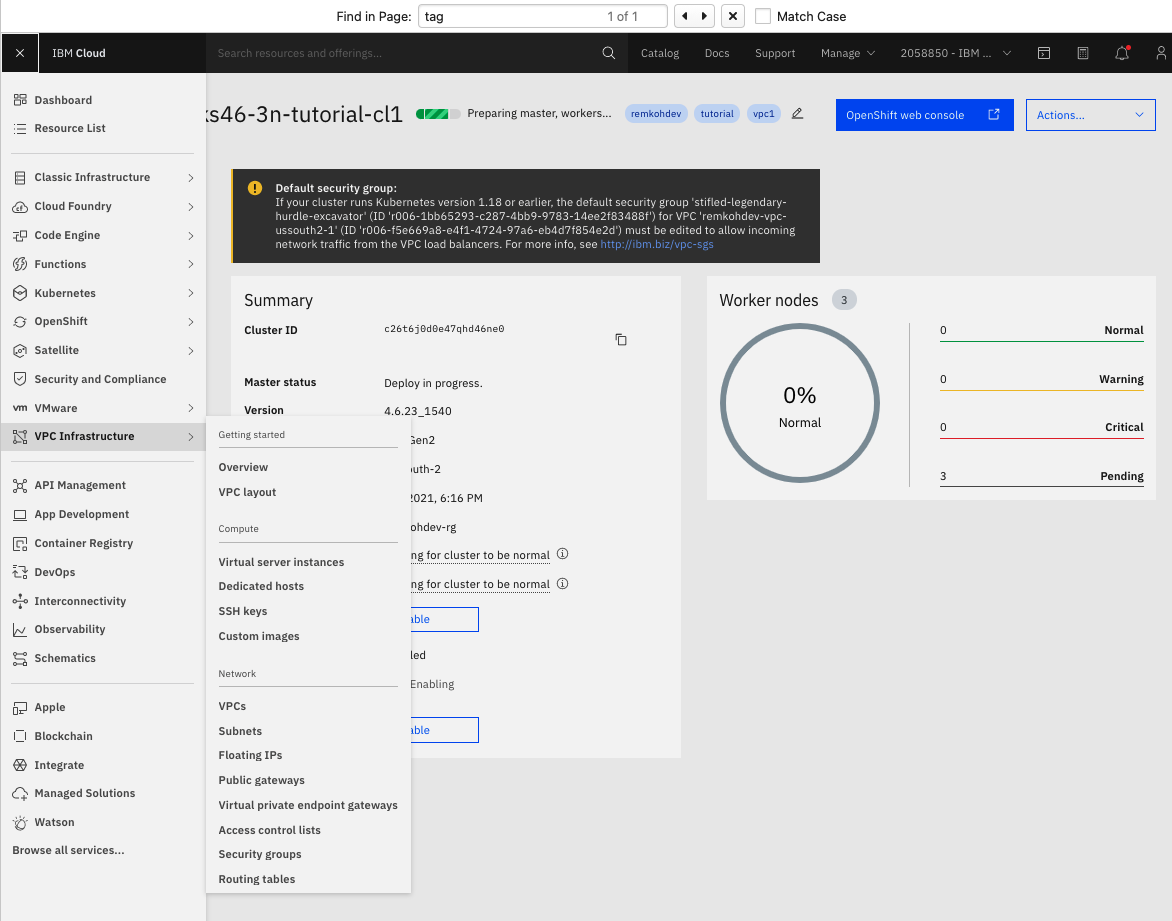 Find in Page: tag 1 of 1 Match Case
IBM Cloud
Search resources and offerings...
Catalog Docs Support Manage 2058850 - IBM ...
Dashboard
Resource List
Classic Infrastructure
Cloud Foundry
Code Engine
Functions
Kubernetes
OpenShift
Satellite
Security and Compliance
vm VMware
VPC Infrastructure
API Management
App Development
Container Registry
DevOps
Interconnectivity
Observability
Schematics
Apple
Blockchain
Integrate
Managed Solutions
Watson
Browse all services...
Getting started
Overview
VPC layout
Compute
Virtual server instances
Dedicated hosts
SSH keys
Custom images
Network
VPCs
Subnets
Floating IPs
Public gateways
Virtual private endpoint gateways
Access control lists
Security groups
Routing tables
s46-3n-tutorial-cl1 Preparing master, workers... remkohdev tutorial vpc1
OpenShift web console
Actions...
Default security group:
If your cluster runs Kubernetes version 1.18 or earlier, the default security group 'stifled-legendary-
hurdle-excavator' (ID 'r006-1bb65293-c287-4bb9-9783-14ee2f83488f') for VPC 'remkohdev-vpc-
ussouth2-1' (ID 'r006-f5e669a8-e4f1-4724-97a6-eb4d7f854e2d') must be edited to allow incoming
network traffic from the VPC load balancers. For more info, see http://ibm.biz/vpc-sgs
Summary
Cluster ID c26t6j0d0e47qhd46ne0
Master status Deploy in progress.
Version 4.6.23_1540
Gen2
uth-2
2021, 6:16 PM
ohdev-rg
ng for cluster to be normal
ng for cluster to be normal
able
led
Enabling
able
Worker nodes 3
0%
Normal
0 Normal
0 Warning
0 Critical
3 Pending